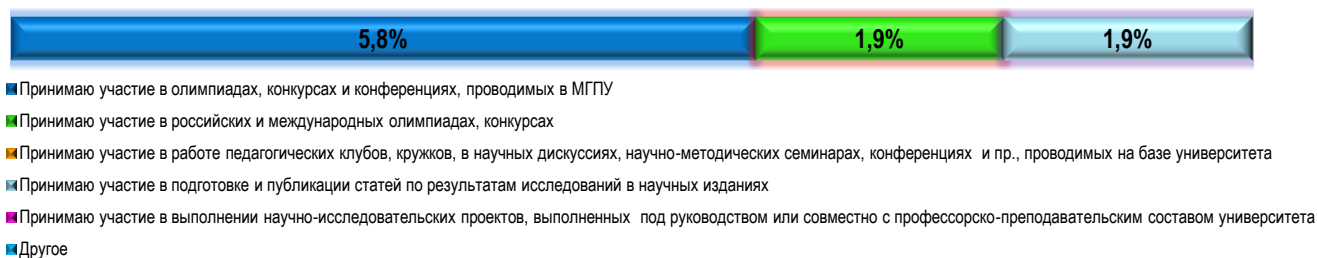 5,8% 1,9% 1,9%
Принимаю участие в олимпиадах, конкурсах и конференциях, проводимых в МГПУ
Принимаю участие в российских и международных олимпиадах, конкурсах
Принимаю участие в работе педагогических клубов, кружков, в научных дискуссиях, научно-методических семинарах, конференциях и пр., проводимых на базе университета
Принимаю участие в подготовке и публикации статей по результатам исследований в научных изданиях
Принимаю участие в выполнении научно-исследовательских проектов, выполненных под руководством или совместно с профессорско-преподавательским составом университета
Другое